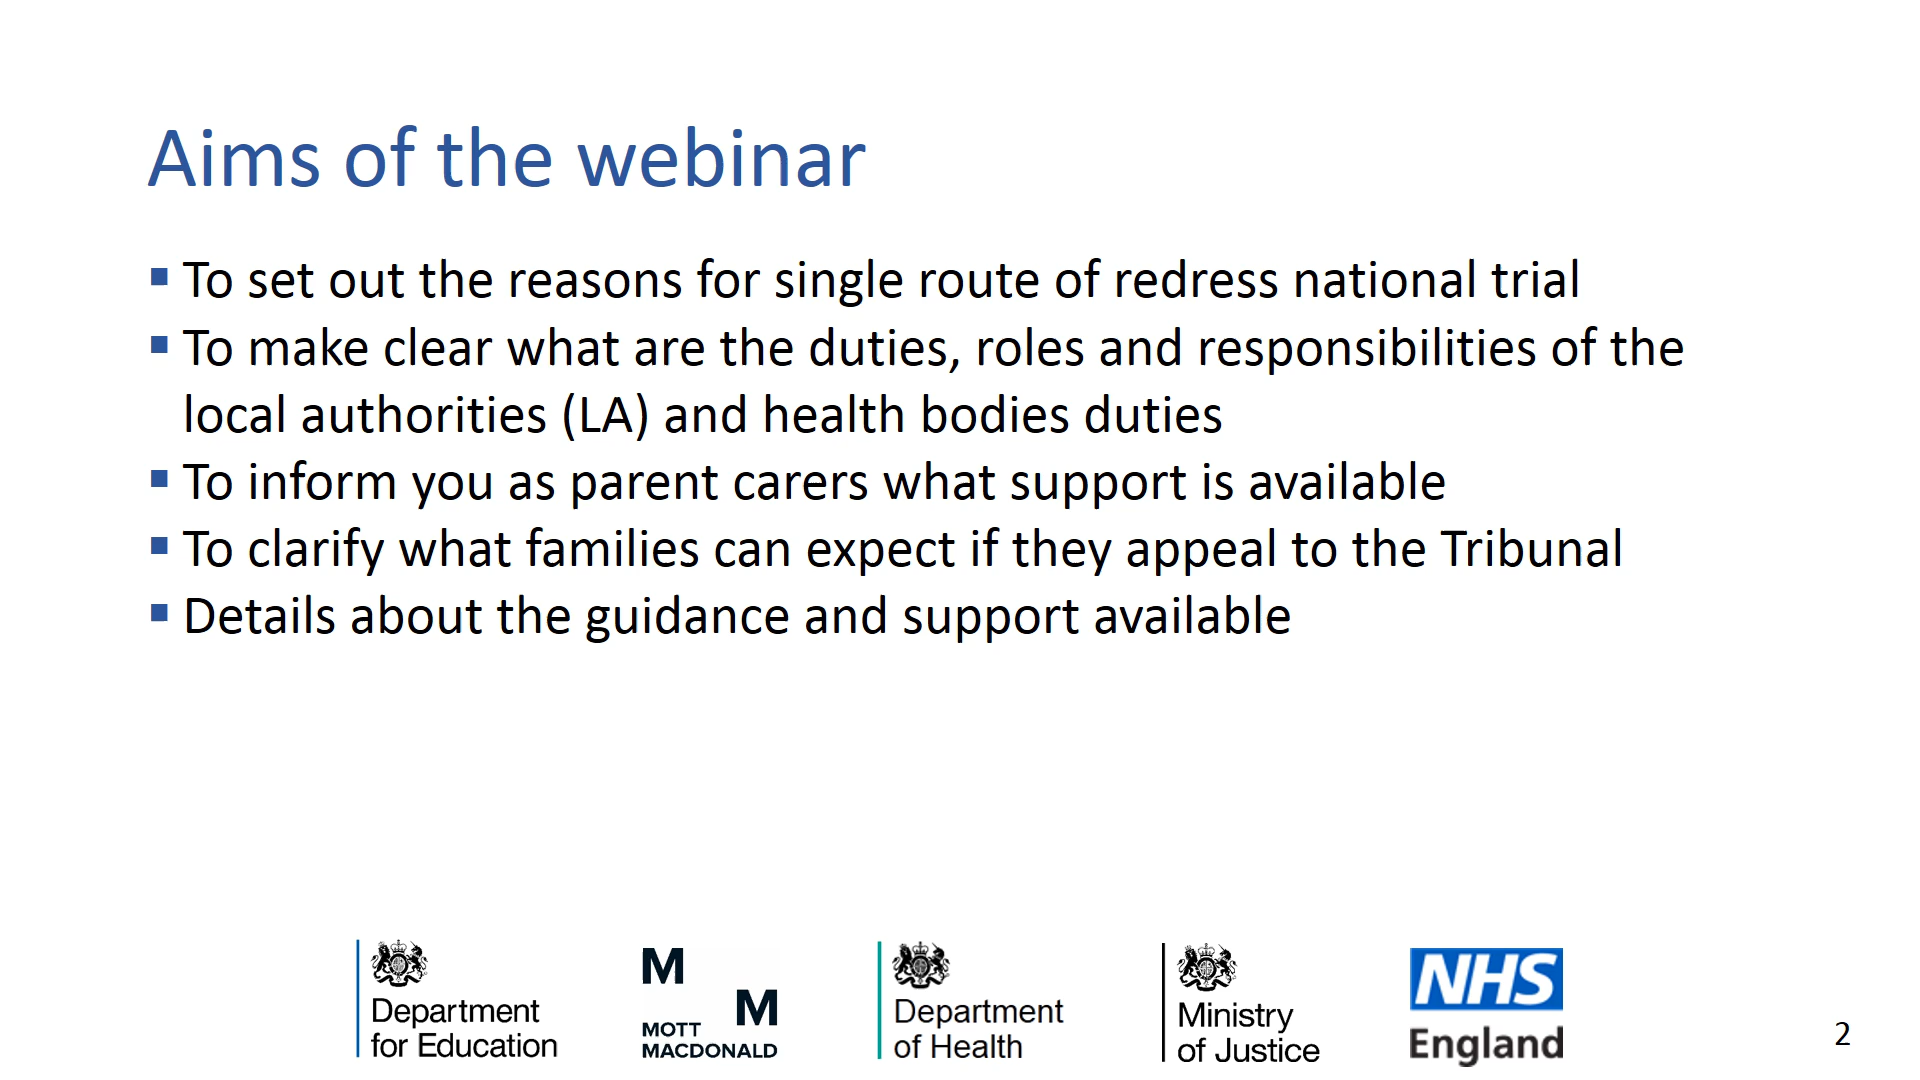 Aims of the webinar
▪ To set out the reasons for single route of redress national trial
▪ To make clear what are the duties, roles and responsibilities of the
local authorities (LA) and health bodies duties
▪ To inform you as parent carers what support is available
▪ To clarify what families can expect if they appeal to the Tribunal
▪ Details about the guidance and support available
Department
for Education
M
M
MOTT
MACDONALD
Department
of Health
Ministry
of Justice
NHS
England
2